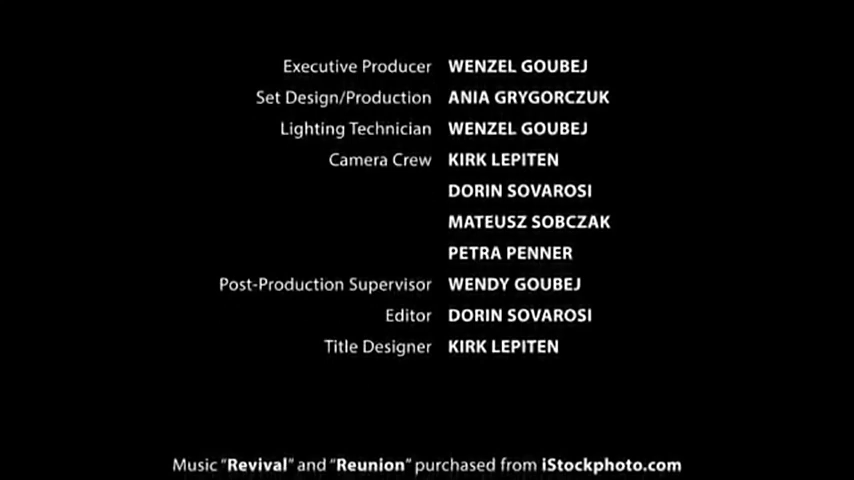 Executive Producer WENZEL GOUBEJ
Set Design/Production ANIA GRYGORCZUK
Lighting Technician WENZEL GOUBEJ
Camera Crew KIRK LEPITEN
DORIN SOVAROSI
MATEUSZ SOBCZAK
PETRA PENNER
Post-Production Supervisor WENDY GOUBEJ
Editor DORIN SOVAROSI
Title Designer KIRK LEPITEN
Music “Revival” and “Reunion” purchased from iStockphoto.com